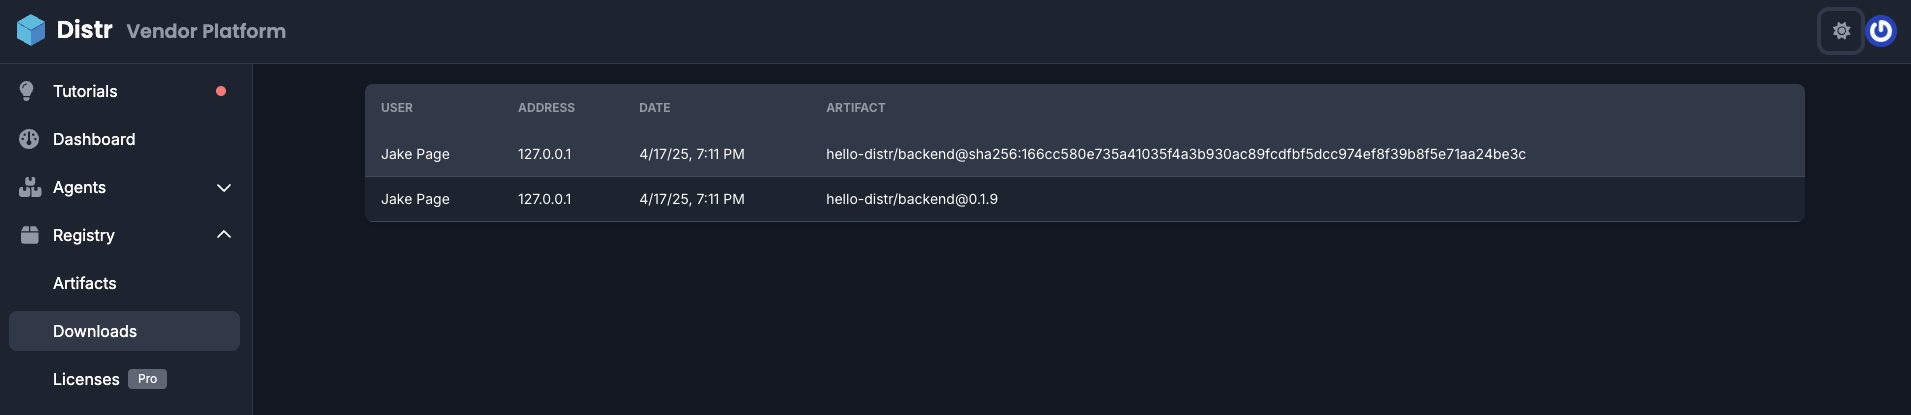 Distr Vendor Platform
Tutorials
Dashboard
Agents
Registry
Artifacts
Downloads
Licenses Pro
USER ADDRESS DATE ARTIFACT
Jake Page 127.0.0.1 4/17/25, 7:11 PM hello-distr/backend@sha256:166cc580e735a41035f4a3b930ac89fcdfbf5dcc974ef8f39b8f5e71aa24be3c
Jake Page 127.0.0.1 4/17/25, 7:11 PM hello-distr/backend@0.1.9